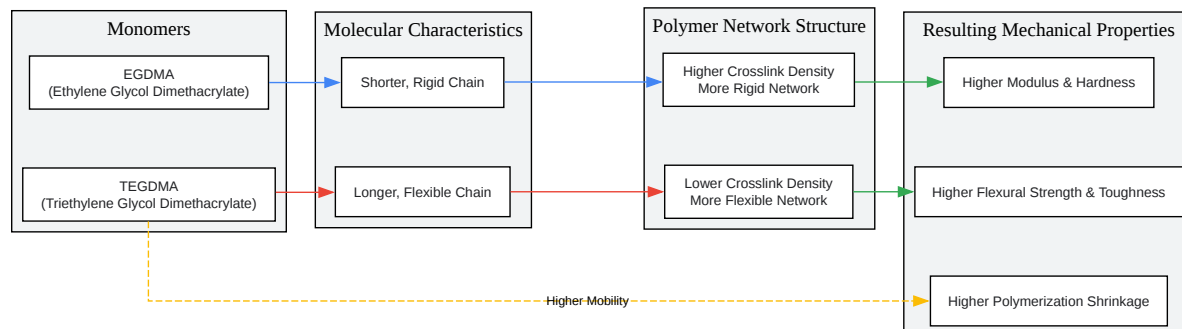 Monomers
EGDMA
(Ethylene Glycol Dimethacrylate)
TEGDMA
(Triethylene Glycol Dimethacrylate)
Molecular Characteristics
Shorter, Rigid Chain
Longer, Flexible Chain
Polymer Network Structure
Higher Crosslink Density
More Rigid Network
Lower Crosslink Density
More Flexible Network
Resulting Mechanical Properties
Higher Modulus & Hardness
Higher Flexural Strength & Toughness
Higher Polymerization Shrinkage
Higher Mobility